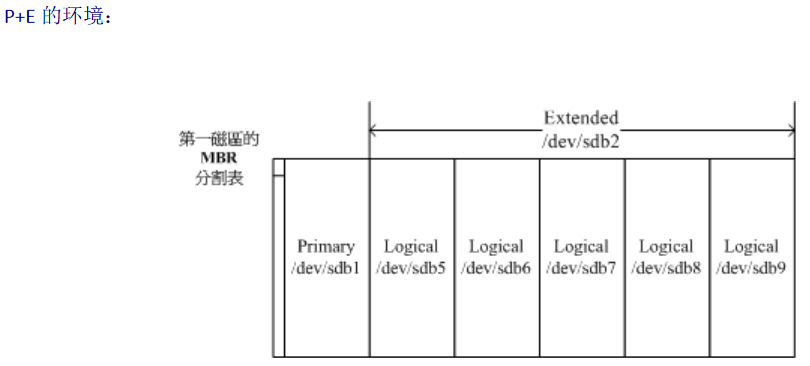 P+E 的环境：
Extended
/dev/sdb2
第一磁區的
MBR
分割表
Primary
/dev/sdb1
Logical
/dev/sdb5
Logical
/dev/sdb6
Logical
/dev/sdb7
Logical
/dev/sdb8
Logical
/dev/sdb9